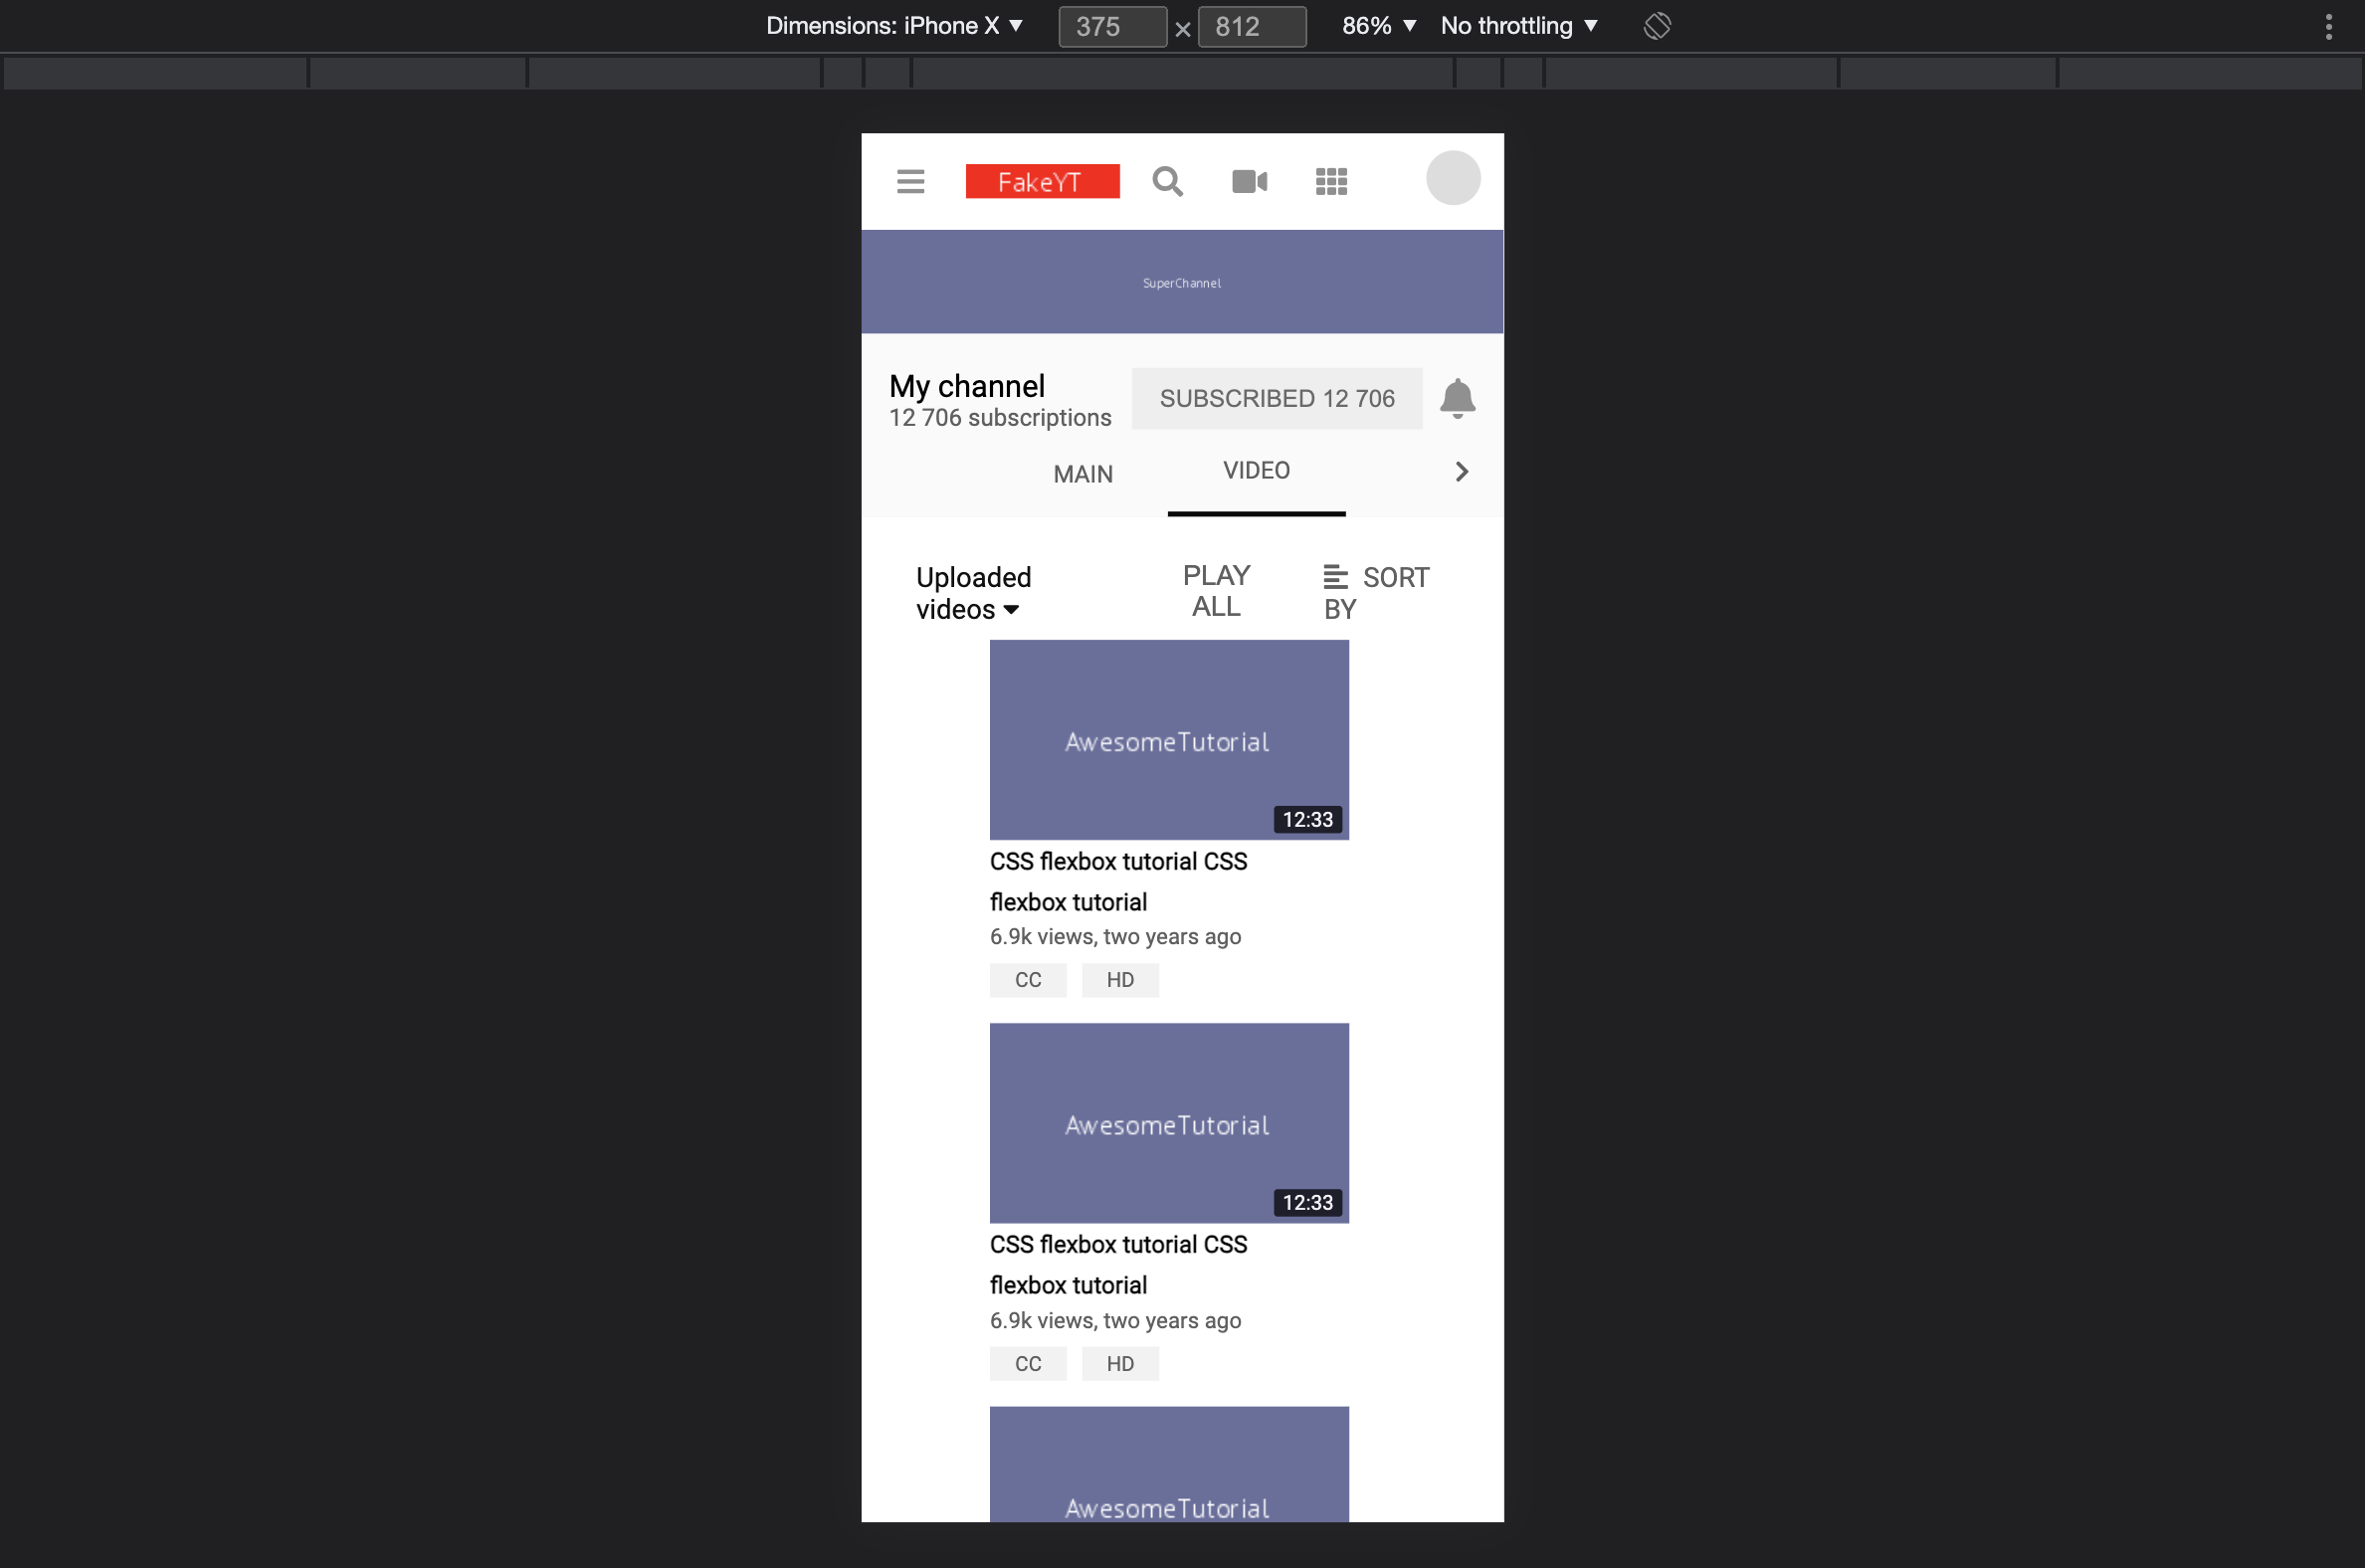 Dimensions: iPhone X ▼ 375 × 812 86% ▼ No throttling ▼
FakeYT
SuperChannel
My channel
12 706 subscriptions
SUBSCRIBED 12 706
MAIN VIDEO
Uploaded
videos
PLAY
ALL
SORT
BY
AwesomeTutorial
12:33
CSS flexbox tutorial CSS
flexbox tutorial
6.9k views, two years ago
CC HD
AwesomeTutorial
12:33
CSS flexbox tutorial CSS
flexbox tutorial
6.9k views, two years ago
CC HD
AwesomeTutorial